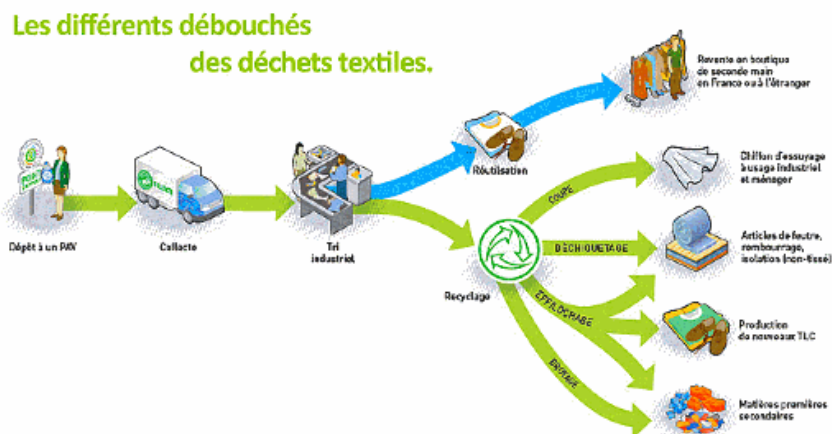 Les différents débouchés
des déchets textiles.
Revente en boutique
de seconde main
en France ou à l'étranger
Réutilisation
Chiffon d'essuyage
à usage industriel
et ménager
COUPE
Dépôt à un PAV
Collecte
Tri
industriel
DÉCHIQUETAGE
Articles de feutre,
rembourrage,
isolation (non-tissé)
Recyclage
EFFILOCHAGE
Production
de nouveaux TLC
BROYAGE
Matières premières
secondaires